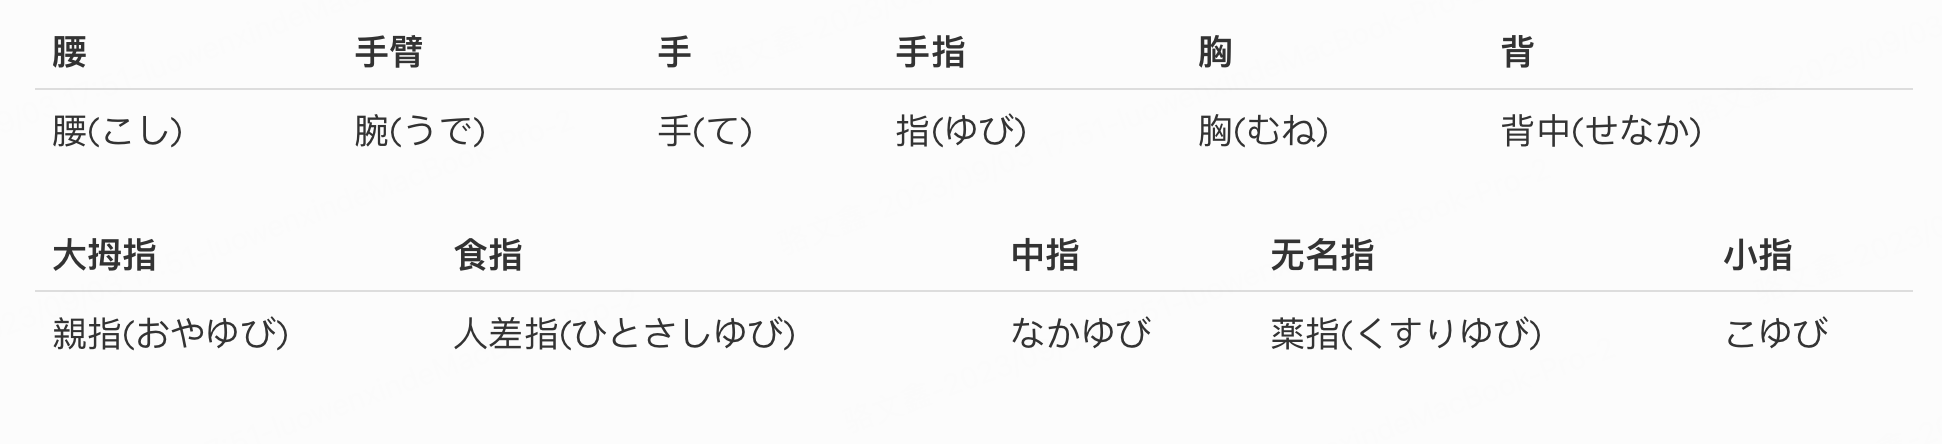 腰 手臂 手 手指 胸 背
腰(こし) 腕(うで) 手(て) 指(ゆび) 胸(むね) 背中(せなか)
大拇指 食指 中指 无名指 小指
親指(おやゆび) 人差指(ひとさしゆび) なかゆび 薬指(くすりゆび) こゆび